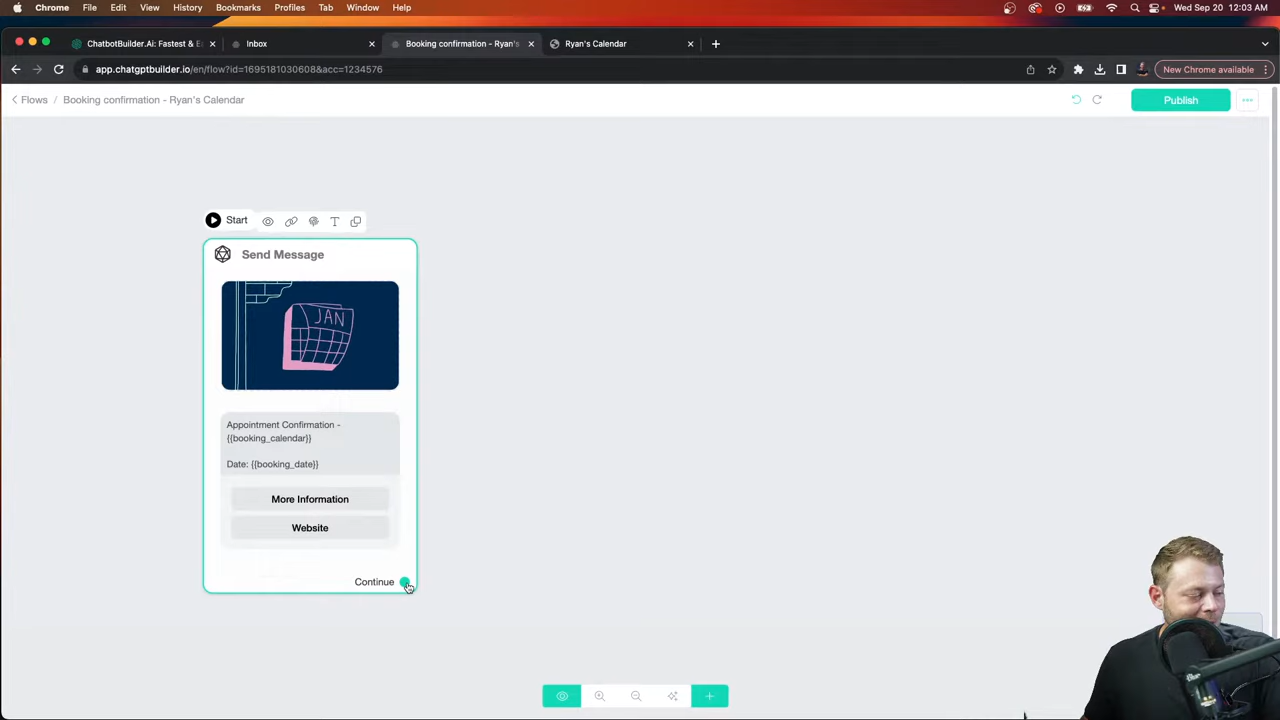 Chrome File Edit View History Bookmarks Profiles Tab Window Help Wed Sep 20 12:03 AM
ChatbotBuilder.Ai: Fastest & E Inbox Booking confirmation - Ryan's Ryan's Calendar
app.chatgptbuilder.io/en/flow?id=1695181030608&acc=1234576 New Chrome available
Flows / Booking confirmation - Ryan's Calendar Publish
Start
Send Message
JAN
Appointment Confirmation -
{{booking_calendar}}
Date: {{booking_date}}
More Information
Website
Continue